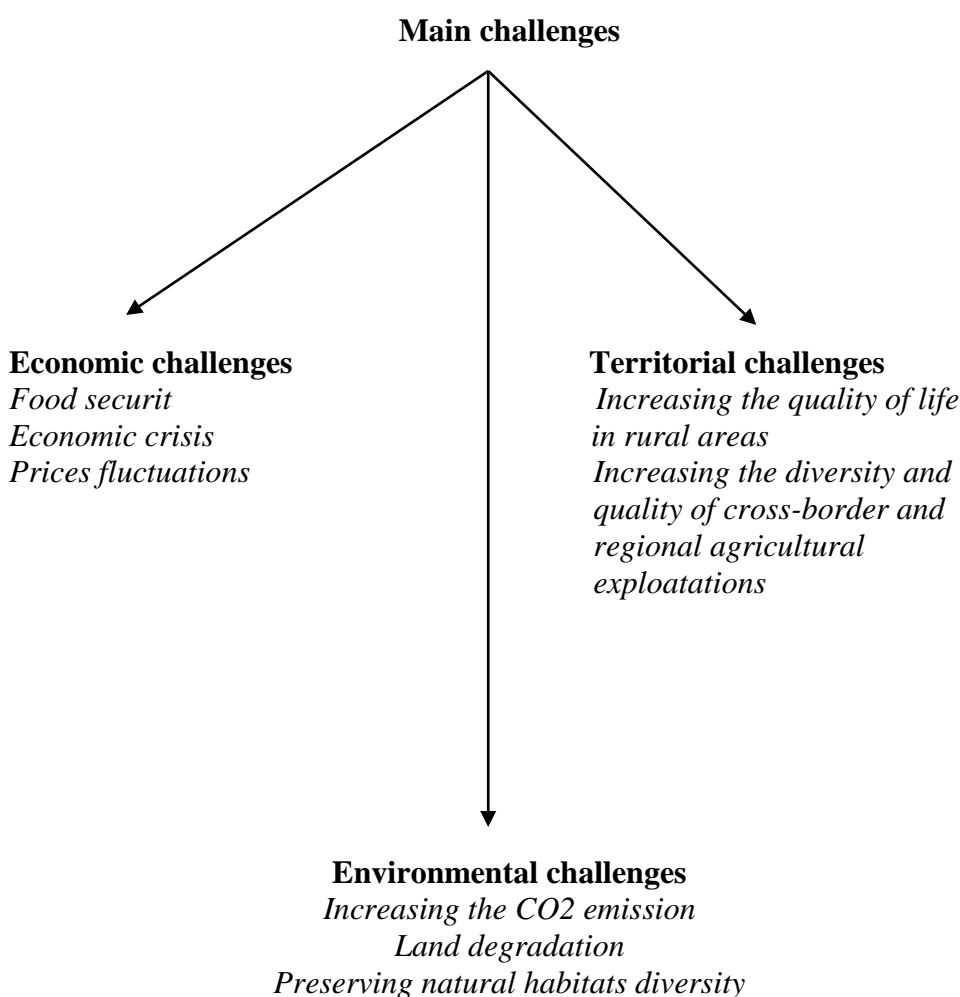 Main challenges
Economic challenges
Food securit
Economic crisis
Prices fluctuations
Territorial challenges
Increasing the quality of life
in rural areas
Increasing the diversity and
quality of cross-border and
regional agricultural
exploatations
Environmental challenges
Increasing the CO2 emission
Land degradation
Preserving natural habitats diversity